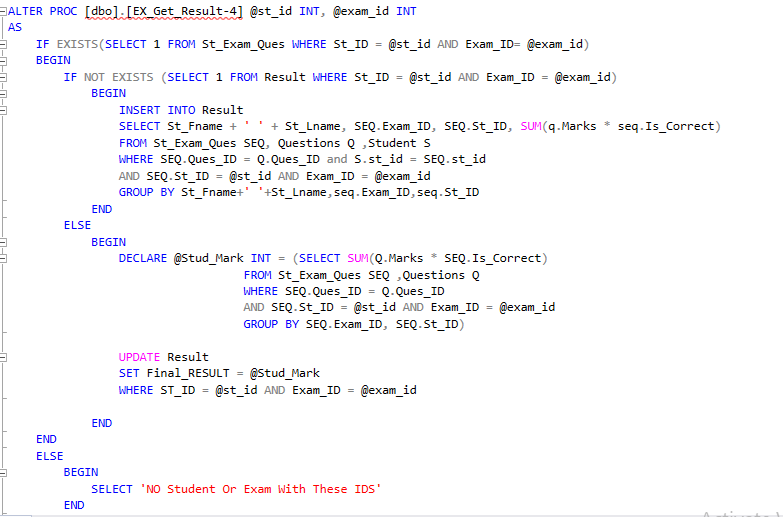 ALTER PROC [dbo].[EX_Get_Result-4] @st_id INT, @exam_id INT
AS
IF EXISTS(SELECT 1 FROM St_Exam_Ques WHERE St_ID = @st_id AND Exam_ID= @exam_id)
BEGIN
IF NOT EXISTS (SELECT 1 FROM Result WHERE St_ID = @st_id AND Exam_ID = @exam_id)
BEGIN
INSERT INTO Result
SELECT St_Fname + ' ' + St_Lname, SEQ.Exam_ID, SEQ.St_ID, SUM(q.Marks * seq.Is_Correct)
FROM St_Exam_Ques SEQ, Questions Q ,Student S
WHERE SEQ.Ques_ID = Q.Ques_ID and S.st_id = SEQ.st_id
AND SEQ.St_ID = @st_id AND Exam_ID = @exam_id
GROUP BY St_Fname+' '+St_Lname,seq.Exam_ID,seq.St_ID
END
ELSE
BEGIN
DECLARE @Stud_Mark INT = (SELECT SUM(Q.Marks * SEQ.Is_Correct)
FROM St_Exam_Ques SEQ ,Questions Q
WHERE SEQ.Ques_ID = Q.Ques_ID
AND SEQ.St_ID = @st_id AND Exam_ID = @exam_id
GROUP BY SEQ.Exam_ID, SEQ.St_ID)
UPDATE Result
SET Final_RESULT = @Stud_Mark
WHERE ST_ID = @st_id AND Exam_ID = @exam_id
END
END
ELSE
BEGIN
SELECT 'NO Student Or Exam With These IDS'
END